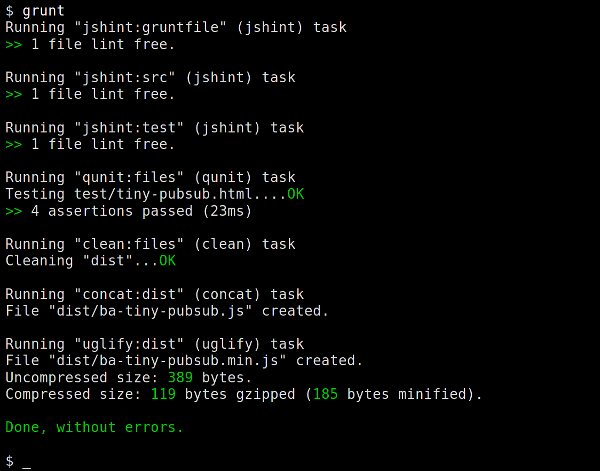 $ grunt
Running "jshint:gruntfile" (jshint) task
>> 1 file lint free.
Running "jshint:src" (jshint) task
>> 1 file lint free.
Running "jshint:test" (jshint) task
>> 1 file lint free.
Running "qunit:files" (qunit) task
Testing test/tiny-pubsub.html....OK
>> 4 assertions passed (23ms)
Running "clean:files" (clean) task
Cleaning "dist"...OK
Running "concat:dist" (concat) task
File "dist/ba-tiny-pubsub.js" created.
Running "uglify:dist" (uglify) task
File "dist/ba-tiny-pubsub.min.js" created.
Uncompressed size: 389 bytes.
Compressed size: 119 bytes gzipped (185 bytes minified).
Done, without errors.
$ _